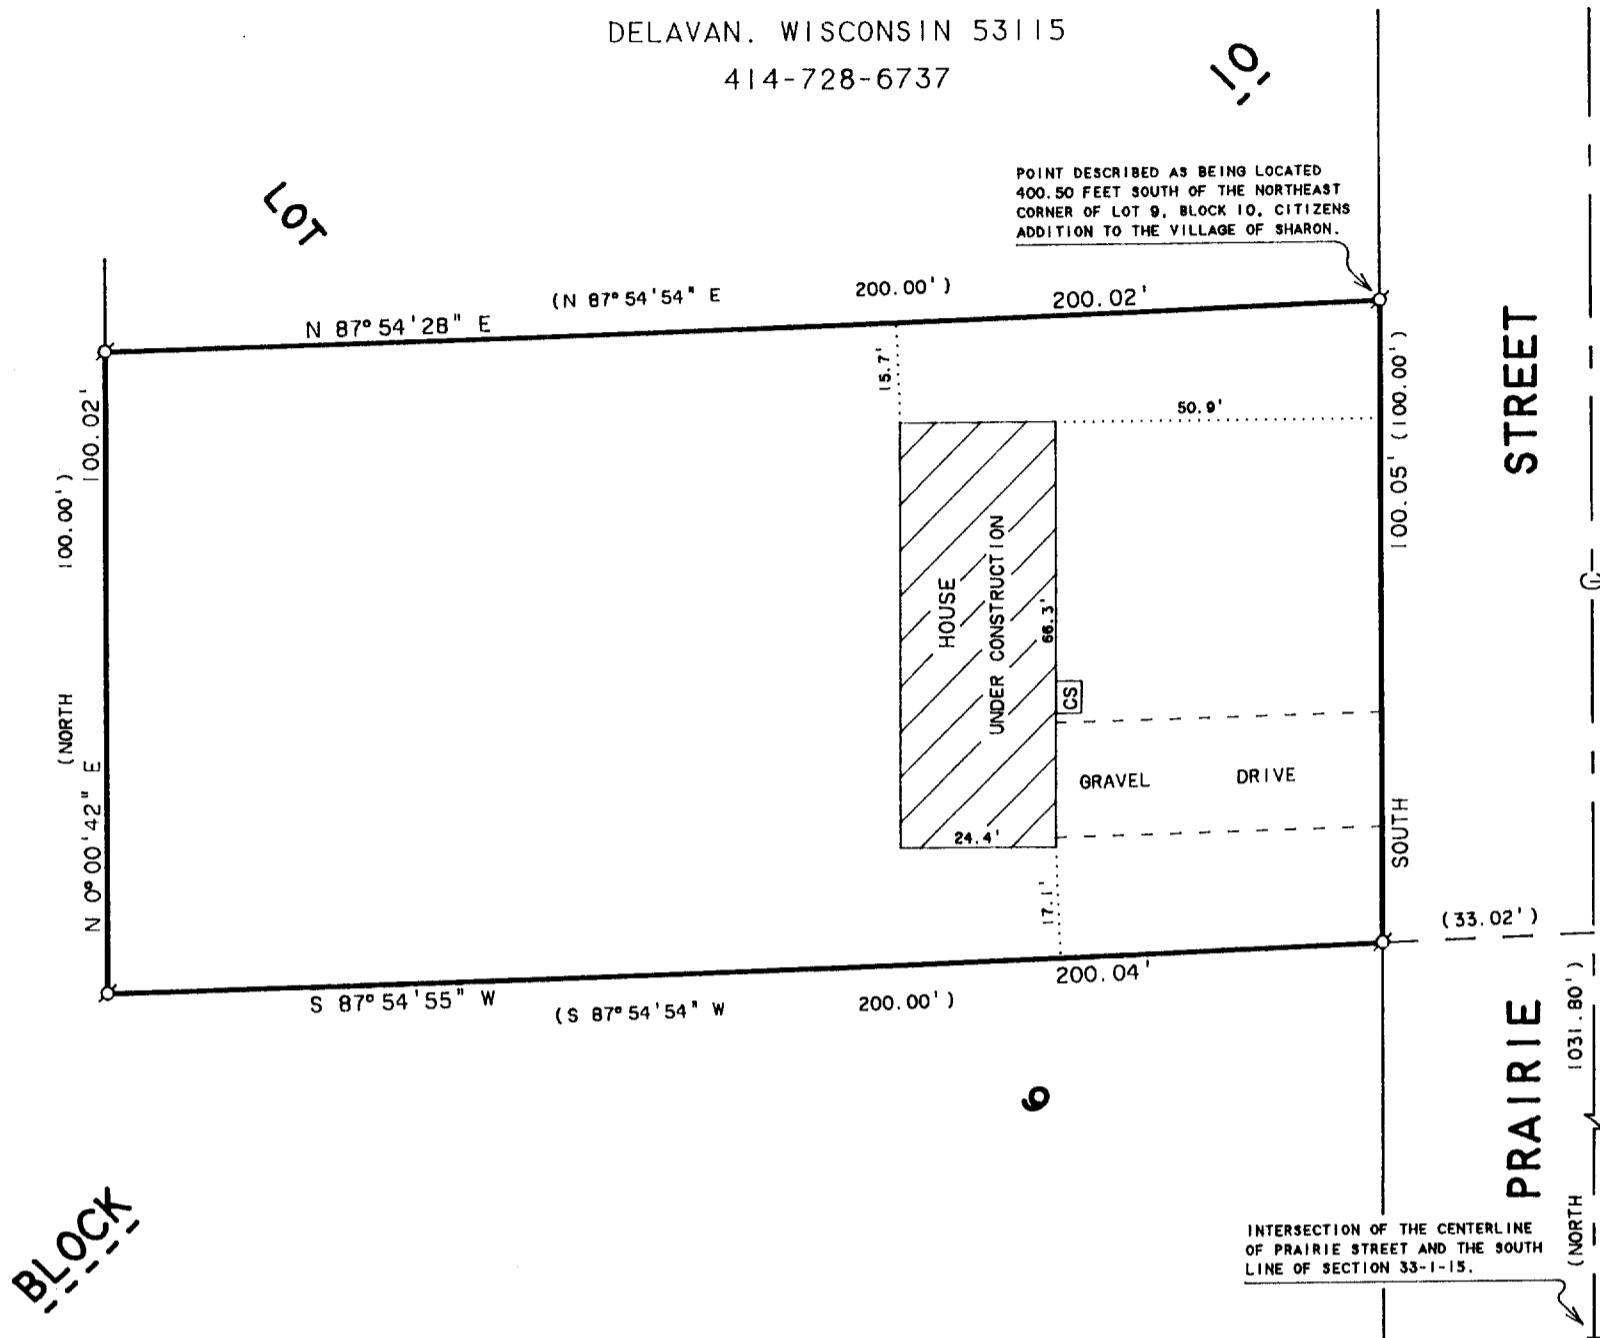 DELAVAN. WISCONSIN 53115
414-728-6737
10
LOT
POINT DESCRIBED AS BEING LOCATED
400.50 FEET SOUTH OF THE NORTHEAST
CORNER OF LOT 9, BLOCK 10, CITIZENS
ADDITION TO THE VILLAGE OF SHARON.
(N 87°54'54" E 200.00')
N 87°54'28" E 200.02'
15.7'
50.9'
100.05' (100.00')
SOUTH
STREET
100.02'
N 0°00'42" E
(NORTH 100.00')
HOUSE
UNDER CONSTRUCTION
66.3'
CS
GRAVEL DRIVE
24.4'
17.1'
(33.02')
S 87°54'55" W 200.04'
(S 87°54'54" W 200.00')
9
PRAIRIE
(NORTH 1031.80')
BLOCK
INTERSECTION OF THE CENTERLINE
OF PRAIRIE STREET AND THE SOUTH
LINE OF SECTION 33-1-15.